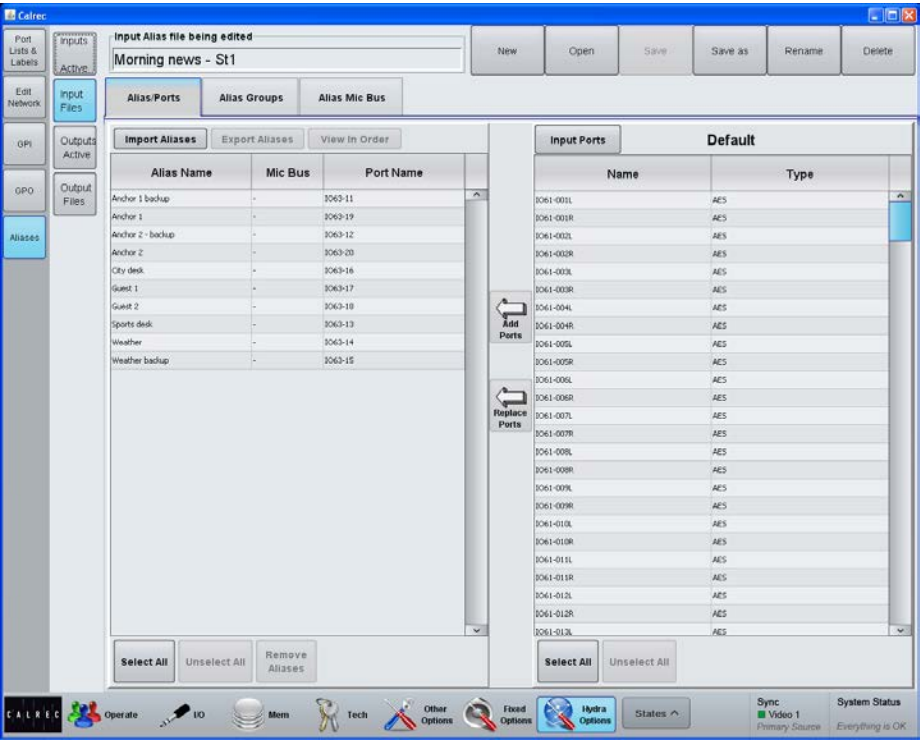 Calrec
Port Lists & Labels
Inputs Active
Input Alias file being edited
Morning news - St1
New
Open
Save
Save as
Rename
Delete
Edit Network
Input Files
Alias/Ports
Alias Groups
Alias Mic Bus
GPI
Outputs Active
GPO
Output Files
Aliases
Import Aliases
Export Aliases
View In Order
Input Ports
Default
Alias Name Mic Bus Port Name
Anchor 1 backup - IO63-11
Anchor 1 - IO63-19
Anchor 2 - backup - IO63-12
Anchor 2 - IO63-20
City desk - IO63-16
Guest 1 - IO63-17
Guest 2 - IO63-18
Sports desk - IO63-13
Weather - IO63-14
Weather backup - IO63-15
Add Ports
Replace Ports
Name Type
IO61-001L AES
IO61-001R AES
IO61-002L AES
IO61-002R AES
IO61-003L AES
IO61-003R AES
IO61-004L AES
IO61-004R AES
IO61-005L AES
IO61-005R AES
IO61-006L AES
IO61-006R AES
IO61-007L AES
IO61-007R AES
IO61-008L AES
IO61-008R AES
IO61-009L AES
IO61-009R AES
IO61-010L AES
IO61-010R AES
IO61-011L AES
IO61-011R AES
IO61-012L AES
IO61-012R AES
IO61-013L AES
Select All
Unselect All
Remove Aliases
Select All
Unselect All
CALREC
Operate
IO
Mem
Tech
Other Options
Fixed Options
Hydra Options
States
Sync
Video 1
Primary Source
System Status
Everything is OK